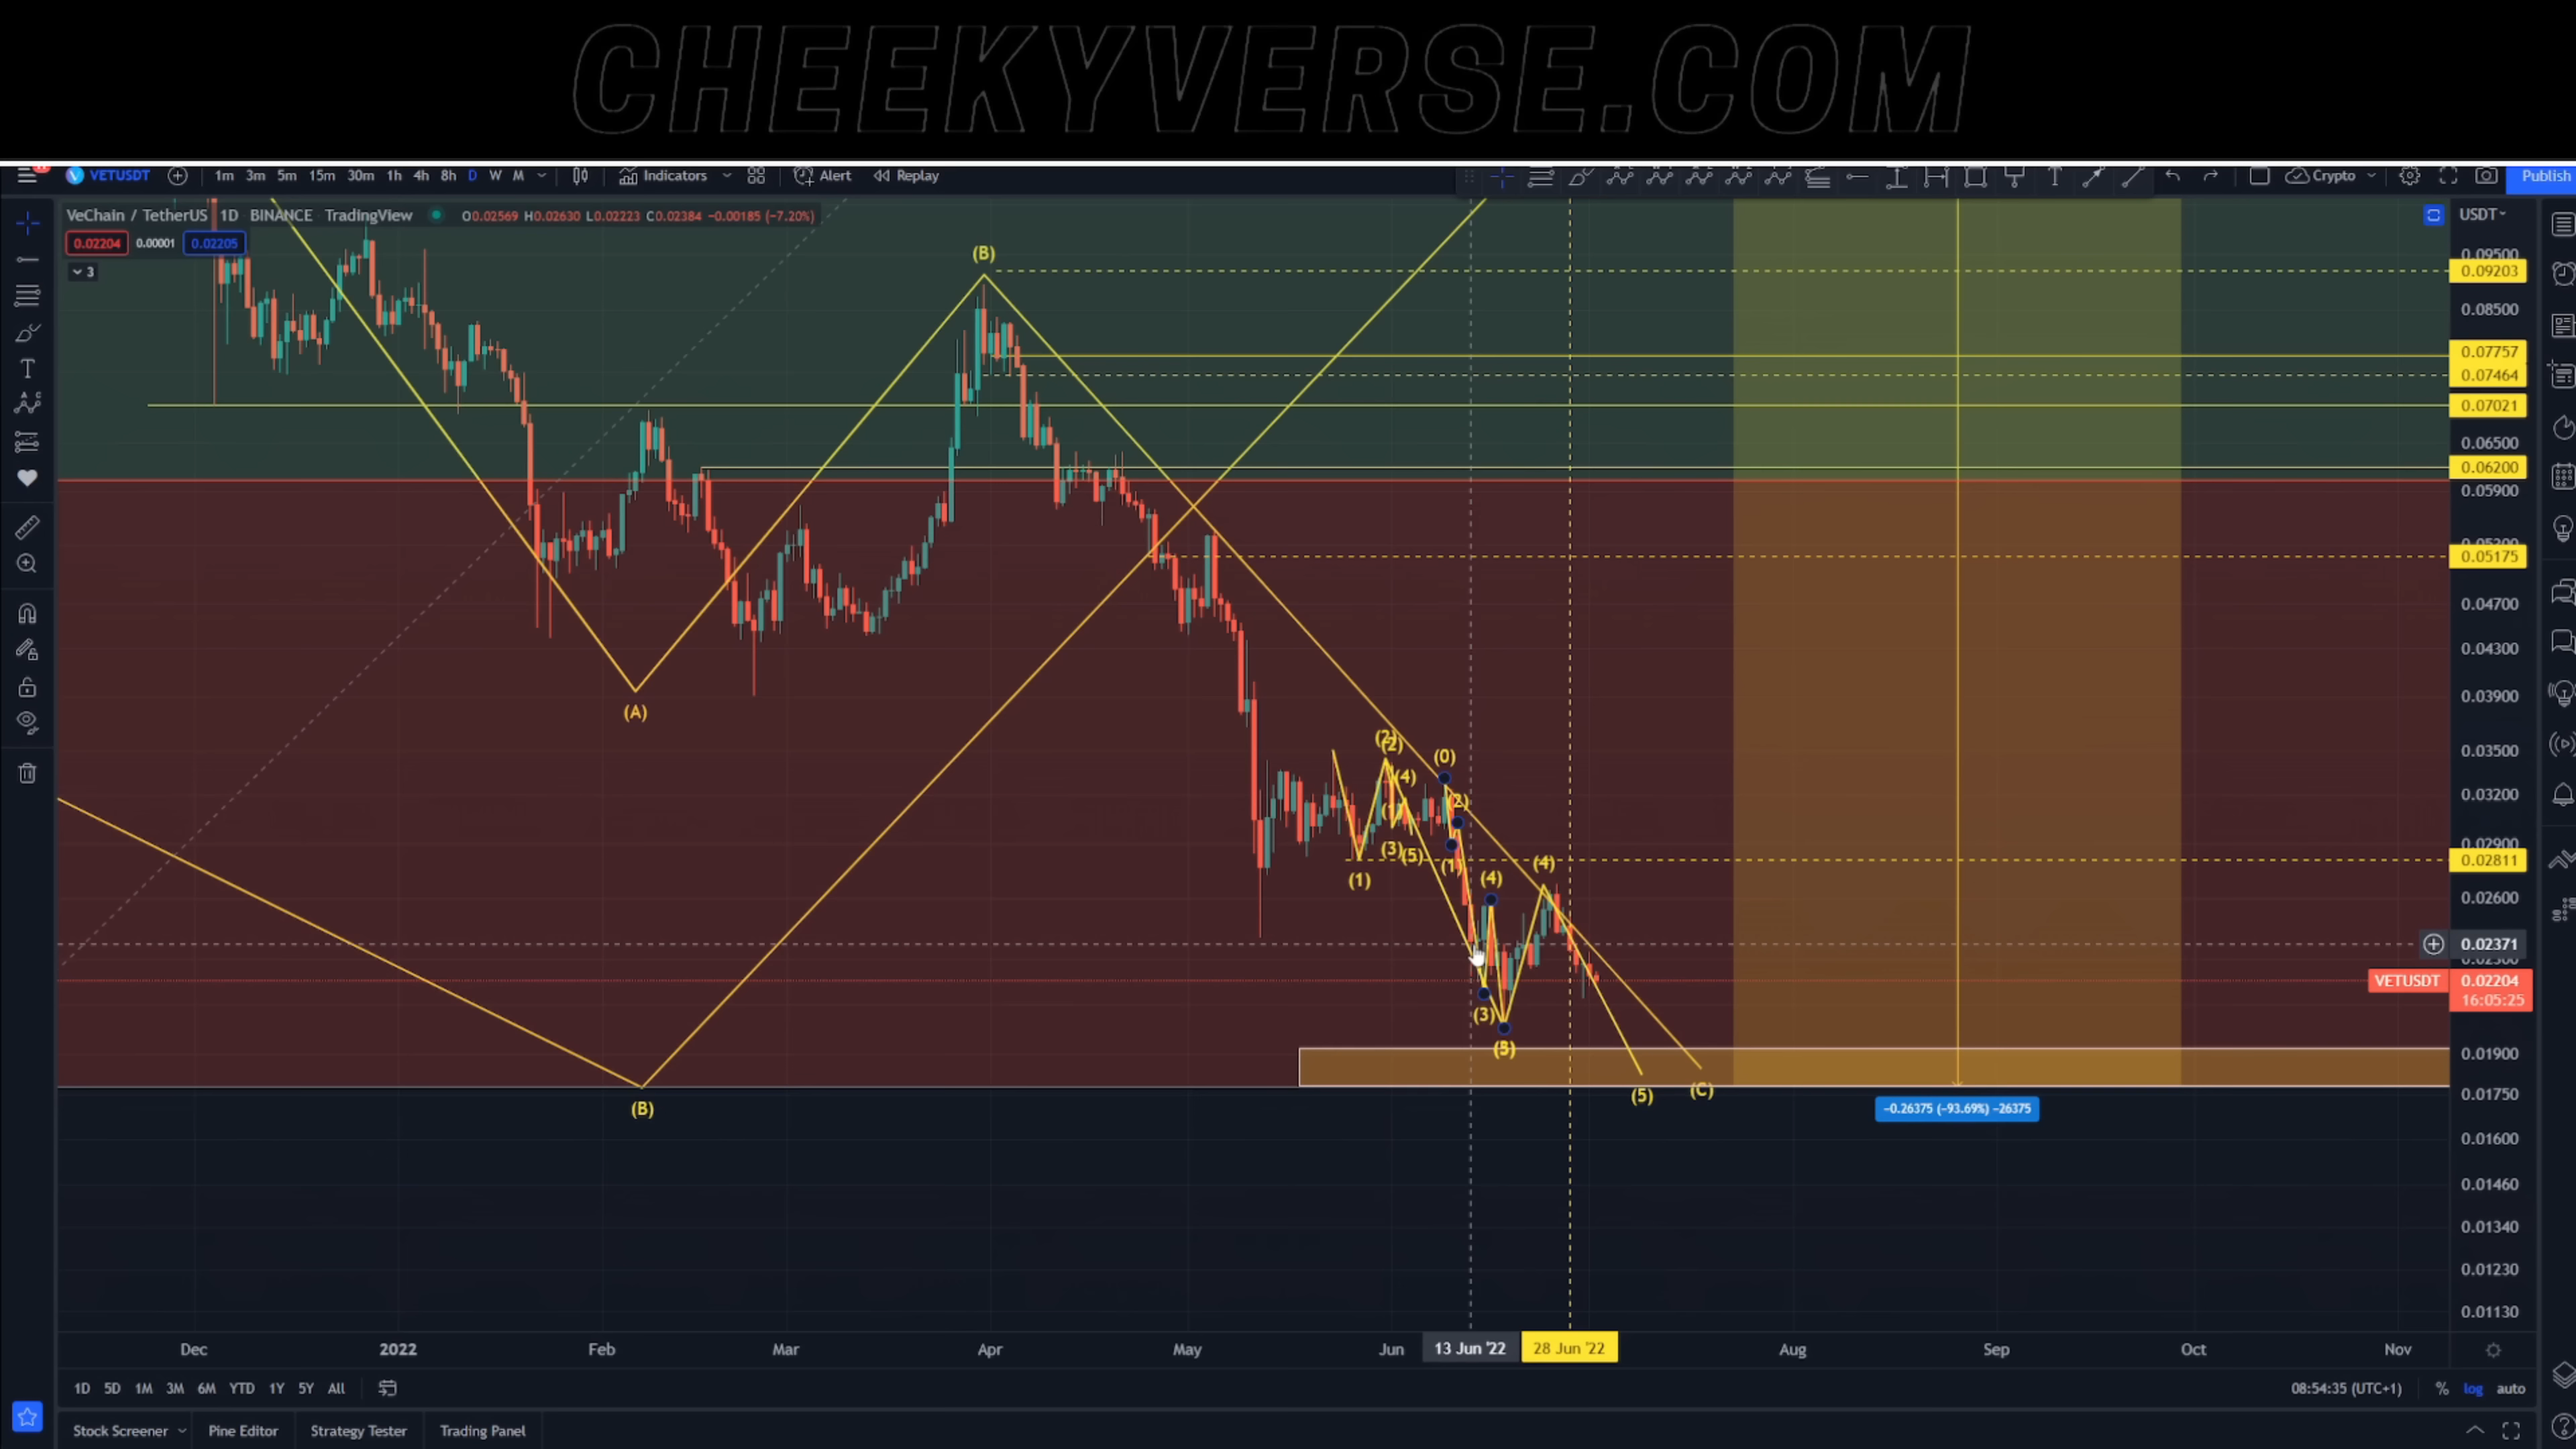 CHEEKYVERSE.COM
VETUSDT 1m 3m 5m 15m 30m 1h 4h 8h D W M Indicators Alert Replay Crypto Publish
VeChain / TetherUS 1D BINANCE TradingView O0.02569 H0.02630 L0.02223 C0.02384 -0.00185 (-7.20%) USDT
0.02204 0.00001 0.02205
3
(B)
0.09500
0.09203
0.08500
0.07757
0.07464
0.07021
0.06500
0.06200
0.05900
0.05175
0.04700
0.04300
0.03900
(A)
0.03500
(2) (2) (0)
(4)
0.03200
(2)
0.02900
(3) (5) (1) (4)
0.02811
(1) (4)
0.02600
0.02371
0.02300
VETUSDT 0.02204
16:05:25
(3)
0.01900
(5) (C)
0.01750
(B)
-0.26375 (-93.69%) -26375
0.01600
0.01460
0.01340
0.01230
0.01130
Dec 2022 Feb Mar Apr May Jun 13 Jun '22 28 Jun '22 Aug Sep Oct Nov
1D 5D 1M 3M 6M YTD 1Y 5Y All 08:54:35 (UTC+1) % log auto
Stock Screener Pine Editor Strategy Tester Trading Panel